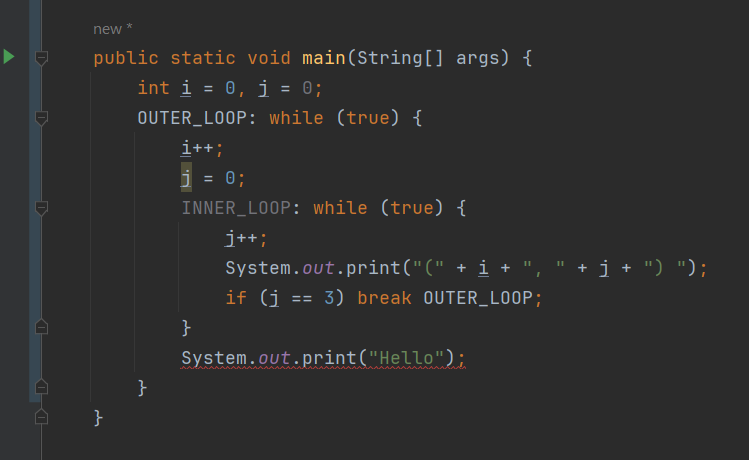 new *
public static void main(String[] args) {
    int i = 0, j = 0;
    OUTER_LOOP: while (true) {
        i++;
        j = 0;
        INNER_LOOP: while (true) {
            j++;
            System.out.print("(" + i + ", " + j + ") ");
            if (j == 3) break OUTER_LOOP;
        }
        System.out.print("Hello");
    }
}